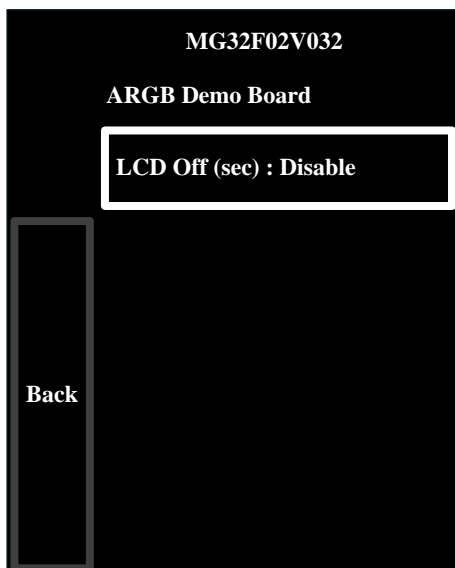 MG32F02V032
ARGB Demo Board
LCD Off (sec) : Disable
Back